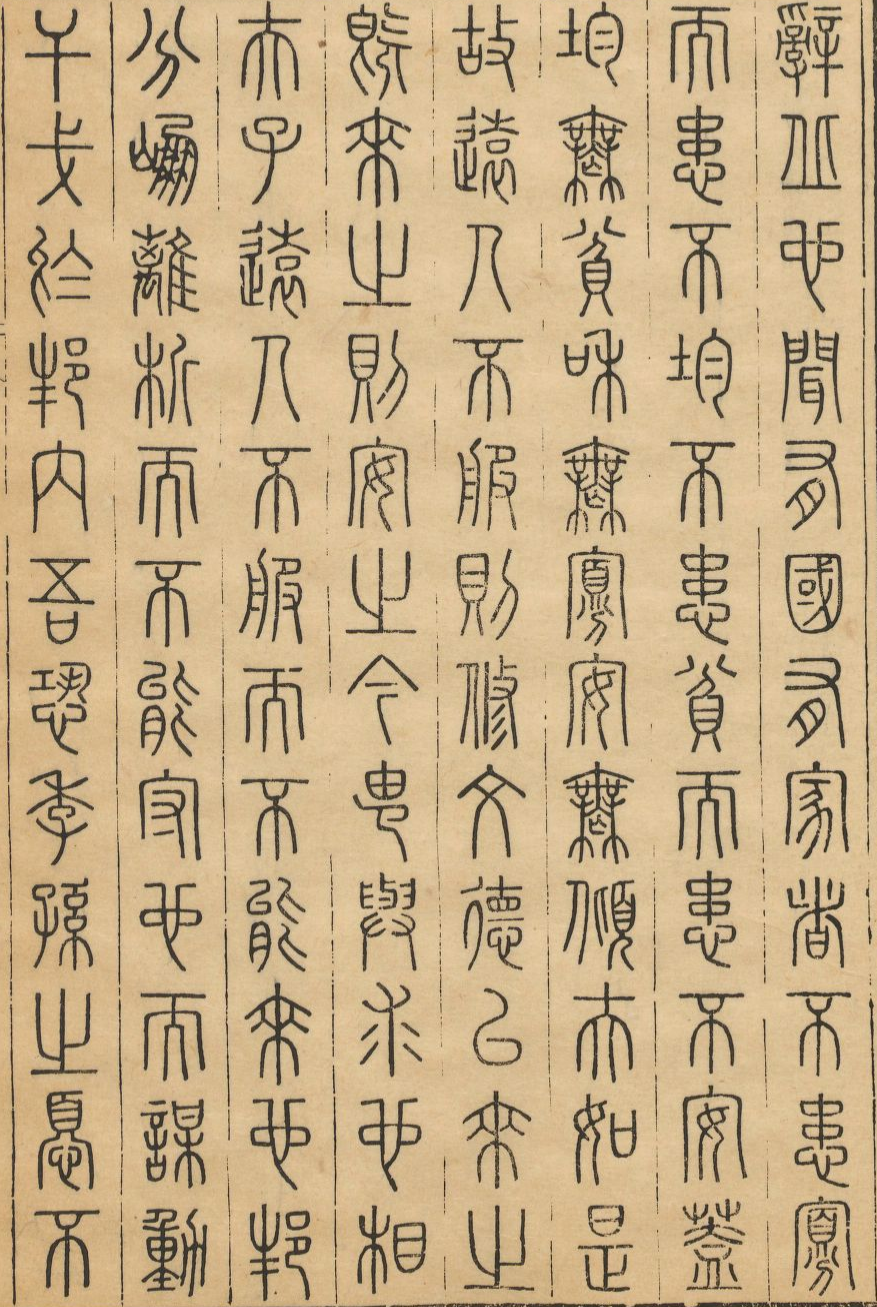 辭丘也聞有國有家者不患寡
而患不均不患貧而患不安蓋
均無貧和無寡安無傾夫如是
故遠人不服則修文德以來之
既來之則安之今由與求也相
夫子遠人不服而不能來也邦
分崩離析而不能守也而謀動
干戈於邦內吾恐季孫之憂不